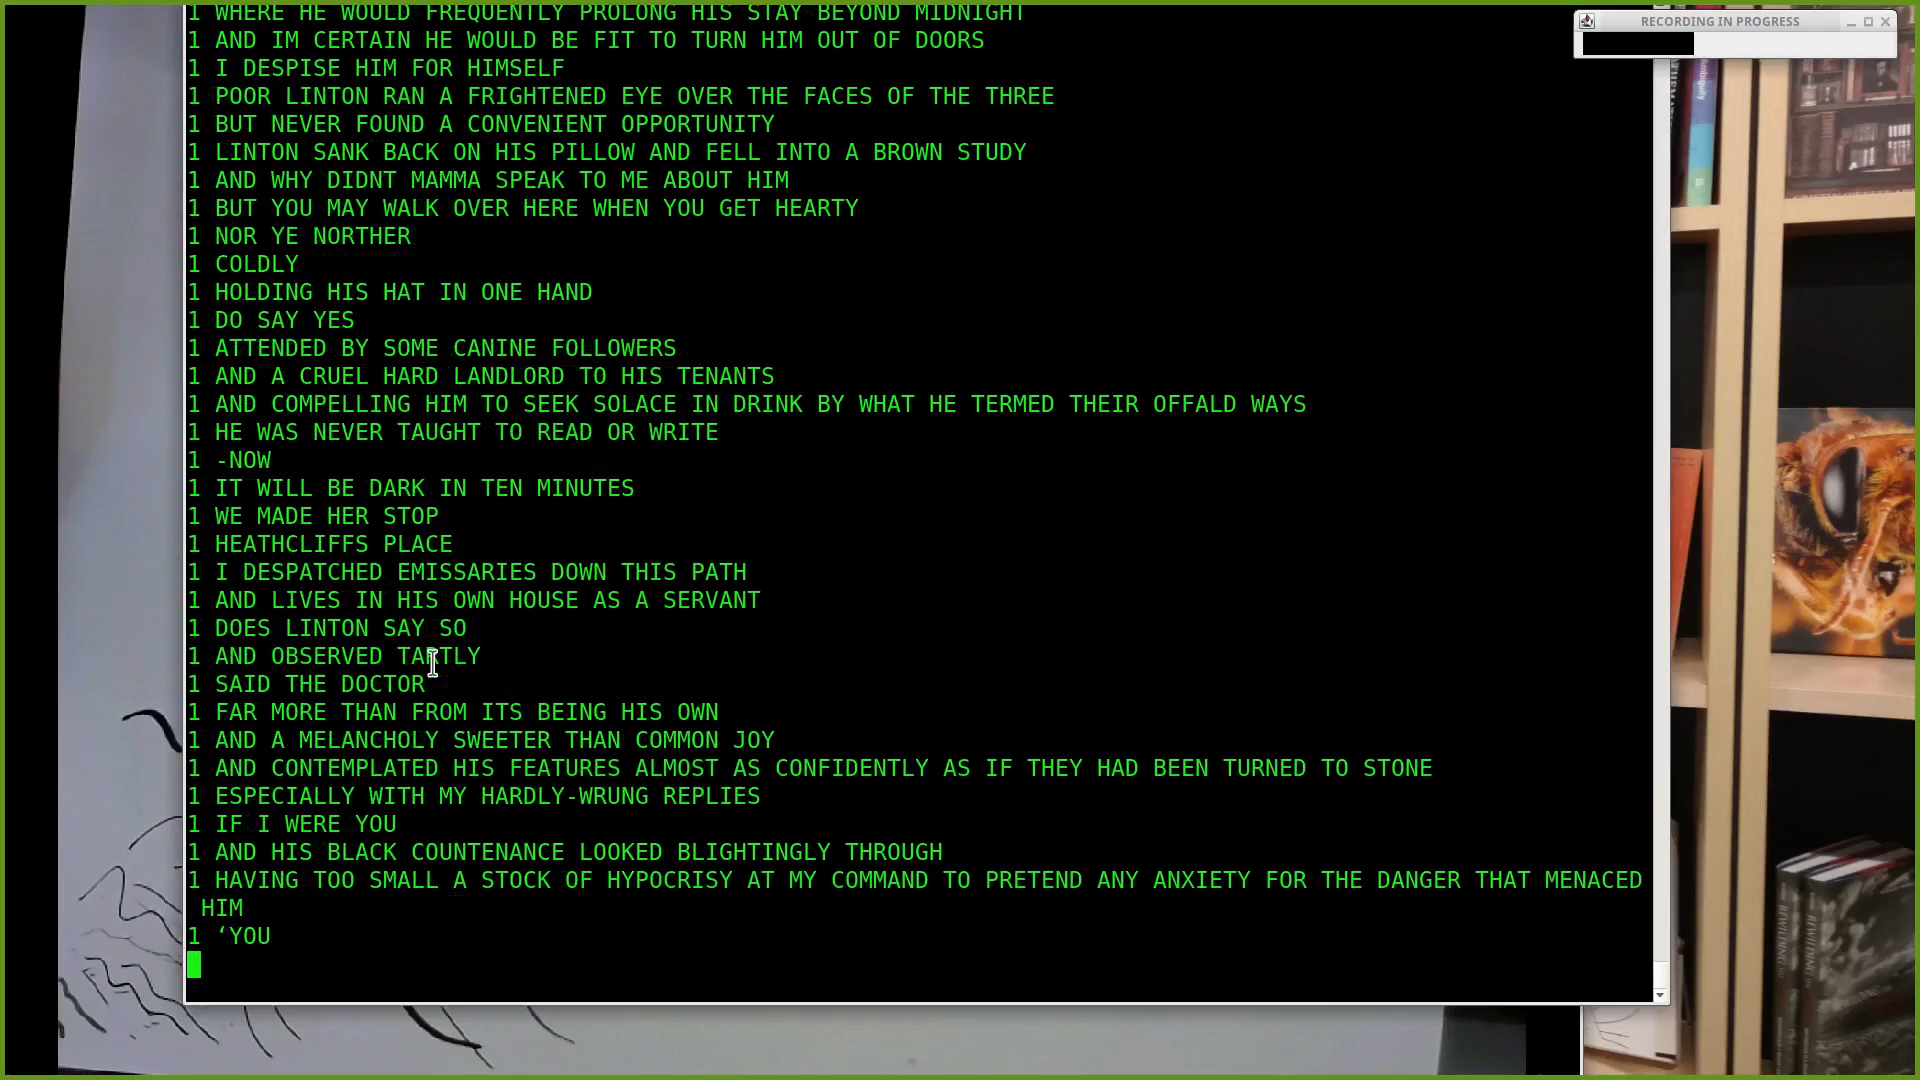 RECORDING IN PROGRESS
1 WHERE HE WOULD FREQUENTLY PROLONG HIS STAY BEYOND MIDNIGHT
1 AND IM CERTAIN HE WOULD BE FIT TO TURN HIM OUT OF DOORS
1 I DESPISE HIM FOR HIMSELF
1 POOR LINTON RAN A FRIGHTENED EYE OVER THE FACES OF THE THREE
1 BUT NEVER FOUND A CONVENIENT OPPORTUNITY
1 LINTON SANK BACK ON HIS PILLOW AND FELL INTO A BROWN STUDY
1 AND WHY DIDNT MAMMA SPEAK TO ME ABOUT HIM
1 BUT YOU MAY WALK OVER HERE WHEN YOU GET HEARTY
1 NOR YE NORTHER
1 COLDLY
1 HOLDING HIS HAT IN ONE HAND
1 DO SAY YES
1 ATTENDED BY SOME CANINE FOLLOWERS
1 AND A CRUEL HARD LANDLORD TO HIS TENANTS
1 AND COMPELLING HIM TO SEEK SOLACE IN DRINK BY WHAT HE TERMED THEIR OFFALD WAYS
1 HE WAS NEVER TAUGHT TO READ OR WRITE
1 -NOW
1 IT WILL BE DARK IN TEN MINUTES
1 WE MADE HER STOP
1 HEATHCLIFFS PLACE
1 I DESPATCHED EMISSARIES DOWN THIS PATH
1 AND LIVES IN HIS OWN HOUSE AS A SERVANT
1 DOES LINTON SAY SO
1 AND OBSERVED TARTLY
1 SAID THE DOCTOR
1 FAR MORE THAN FROM ITS BEING HIS OWN
1 AND A MELANCHOLY SWEETER THAN COMMON JOY
1 AND CONTEMPLATED HIS FEATURES ALMOST AS CONFIDENTLY AS IF THEY HAD BEEN TURNED TO STONE
1 ESPECIALLY WITH MY HARDLY-WRUNG REPLIES
1 IF I WERE YOU
1 AND HIS BLACK COUNTENANCE LOOKED BLIGHTINGLY THROUGH
1 HAVING TOO SMALL A STOCK OF HYPOCRISY AT MY COMMAND TO PRETEND ANY ANXIETY FOR THE DANGER THAT MENACED
HIM
1 ‘YOU
Ambiguity
REWILDING
REWILDING